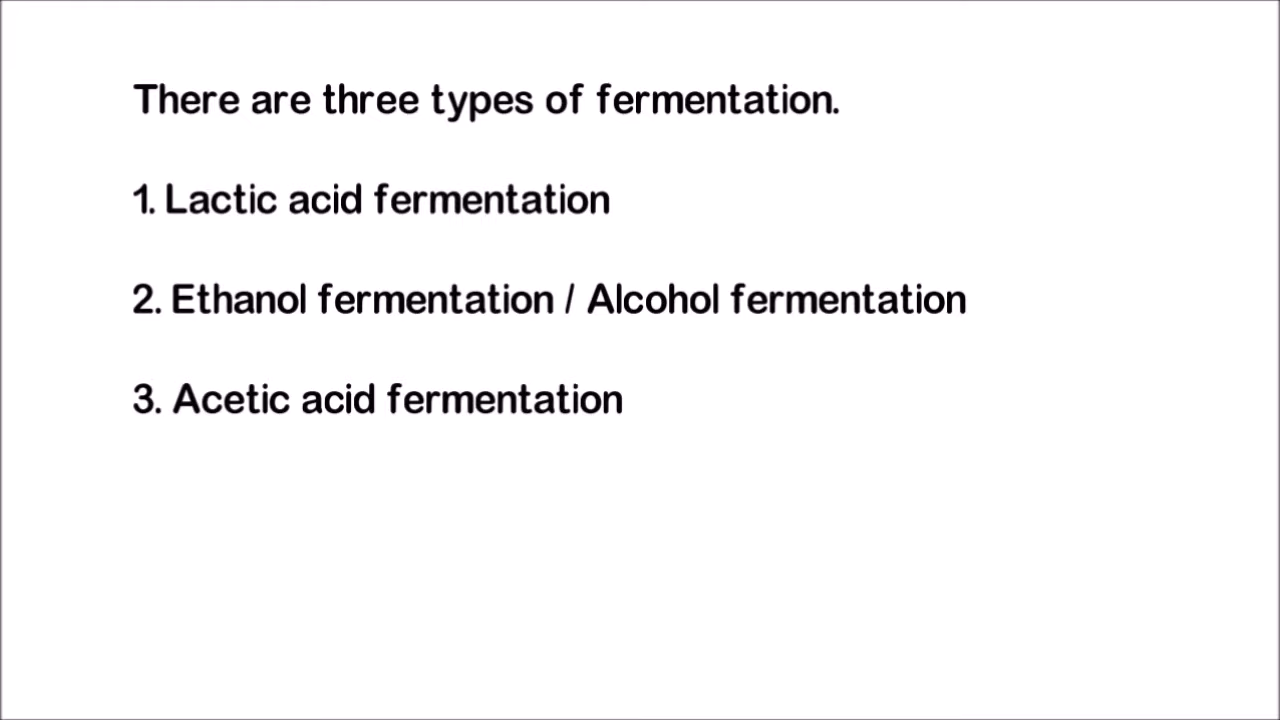 There are three types of fermentation.
1. Lactic acid fermentation
2. Ethanol fermentation / Alcohol fermentation
3. Acetic acid fermentation